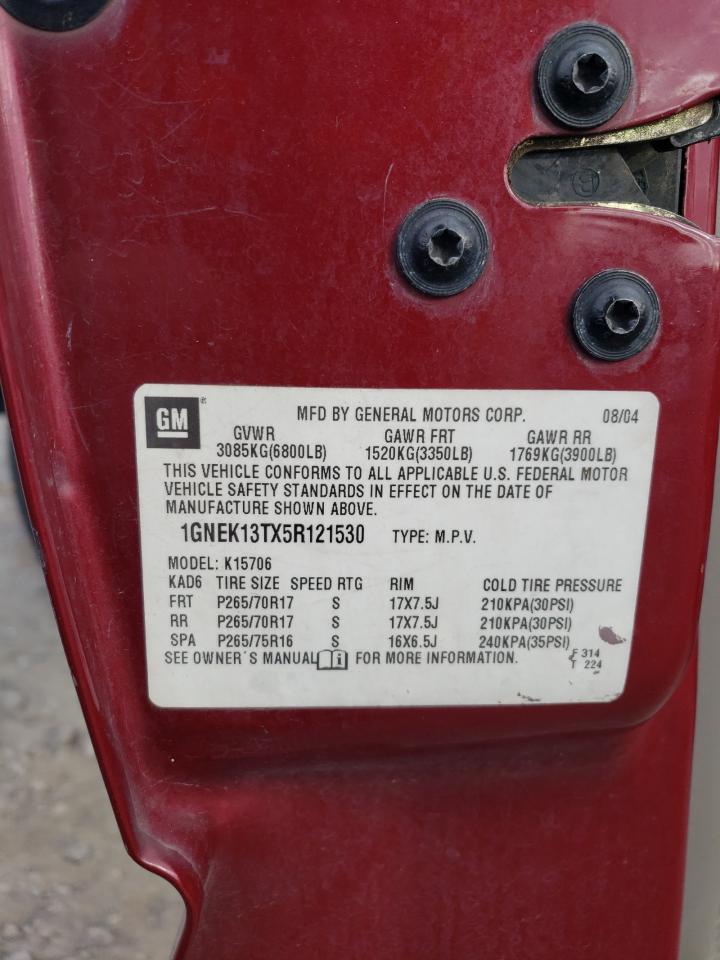 GM® MFD BY GENERAL MOTORS CORP. 08/04
GVWR GAWR FRT GAWR RR
3085KG(6800LB) 1520KG(3350LB) 1769KG(3900LB)
THIS VEHICLE CONFORMS TO ALL APPLICABLE U.S. FEDERAL MOTOR
VEHICLE SAFETY STANDARDS IN EFFECT ON THE DATE OF
MANUFACTURE SHOWN ABOVE.
1GNEK13TX5R121530 TYPE: M.P.V.
MODEL: K15706
KAD6 TIRE SIZE SPEED RTG RIM COLD TIRE PRESSURE
FRT P265/70R17 S 17X7.5J 210KPA(30PSI)
RR P265/70R17 S 17X7.5J 210KPA(30PSI)
SPA P265/75R16 S 16X6.5J 240KPA(35PSI)
SEE OWNER'S MANUAL i FOR MORE INFORMATION.
F 314
T 224